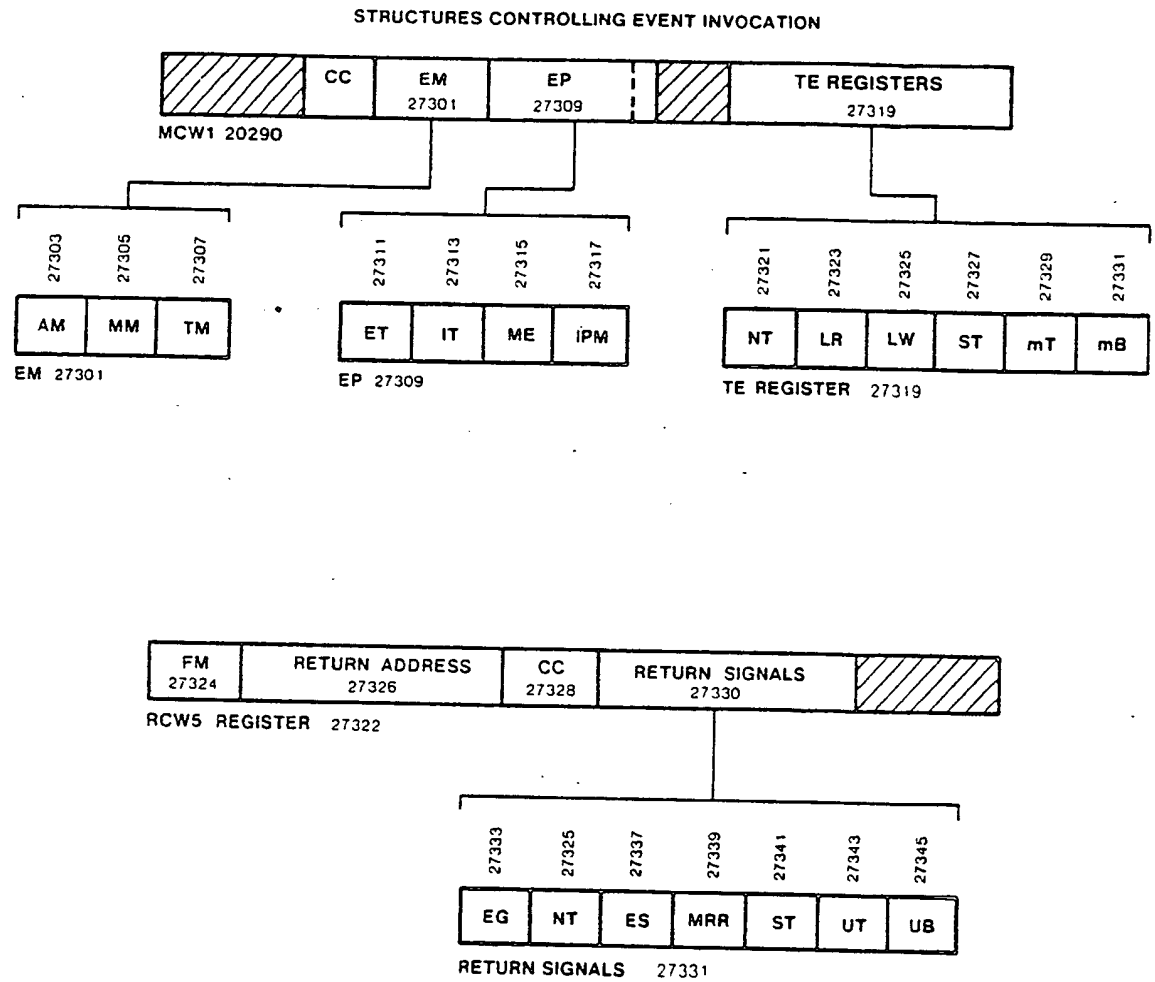 STRUCTURES CONTROLLING EVENT INVOCATION
CC
EM
27301
EP
27309
TE REGISTERS
27319
MCW1 20290
27303
27305
27307
AM
MM
TM
EM 27301
27311
27313
27315
27317
ET
IT
ME
IPM
EP 27309
27321
27323
27325
27327
27329
27331
NT
LR
LW
ST
mT
mB
TE REGISTER 27319
FM
27324
RETURN ADDRESS
27326
CC
27328
RETURN SIGNALS
27330
RCW5 REGISTER 27322
27333
27325
27337
27339
27341
27343
27345
EG
NT
ES
MRR
ST
UT
UB
RETURN SIGNALS 27331